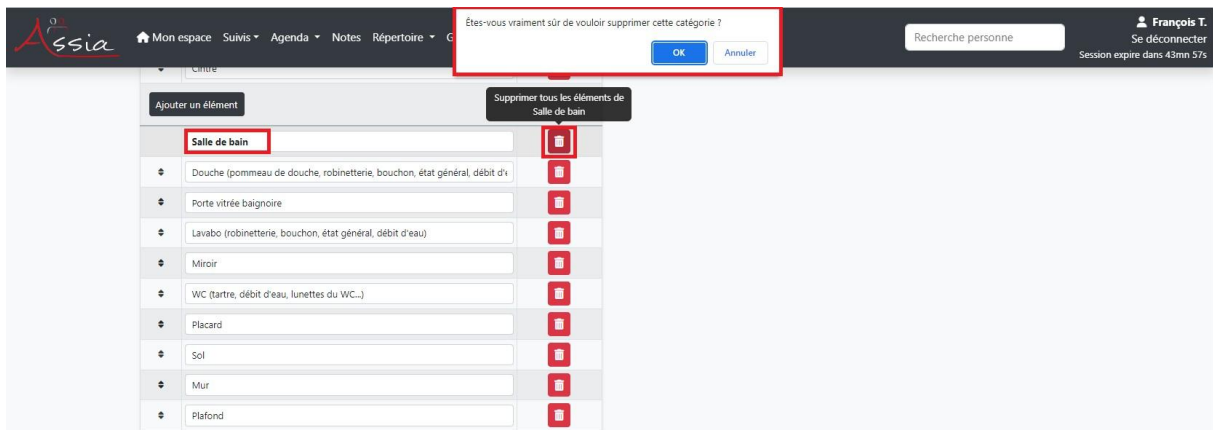 Assia
Mon espace Suivis Agenda Notes Répertoire G
Êtes-vous vraiment sûr de vouloir supprimer cette catégorie ?
OK Annuler
Recherche personne
François T.
Se déconnecter
Session expire dans 43mn 57s
Cintre
Ajouter un élément
Supprimer tous les éléments de
Salle de bain
Salle de bain
Douche (pommeau de douche, robinetterie, bouchon, état général, débit d'e
Porte vitrée baignoire
Lavabo (robinetterie, bouchon, état général, débit d'eau)
Miroir
WC (tartre, débit d'eau, lunettes du WC...)
Placard
Sol
Mur
Plafond